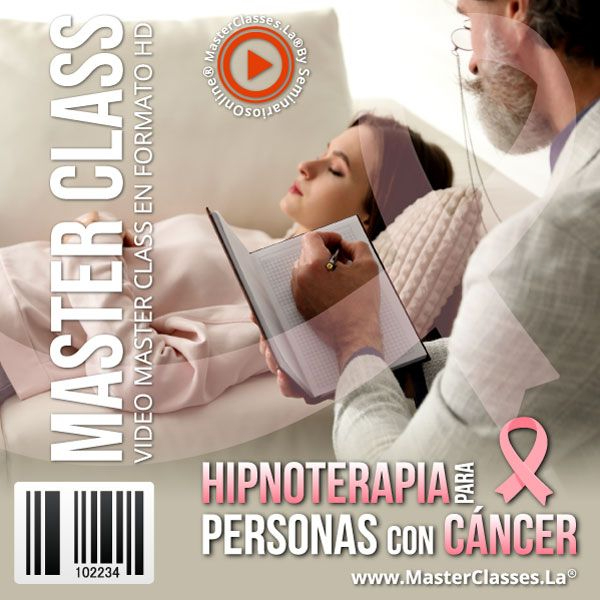 MASTER CLASS
VIDEO MASTER CLASS EN FORMATO HD
MasterClasses.La®By SeminariosOnline®
HIPNOTERAPIA PARA
PERSONAS CON CÁNCER
102234
www.MasterClasses.La®